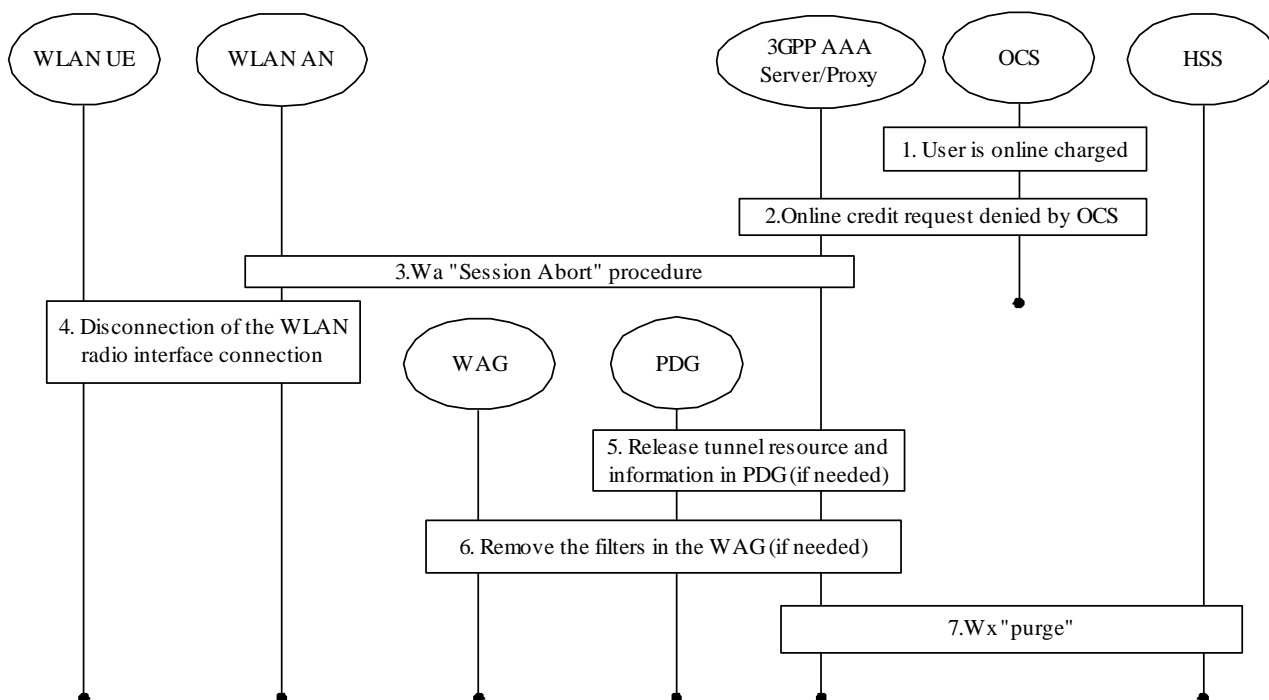 WLAN UE
WLAN AN
3GPP AAA
Server/Proxy
OCS
HSS
1. User is online charged
2.Online credit request denied by OCS
3.Wa "Session Abort" procedure
4. Disconnection of the WLAN
radio interface connection
WAG
PDG
5. Release tunnel resource and
information in PDG (if needed)
6. Remove the filters in the WAG (if needed)
7.Wx "purge"